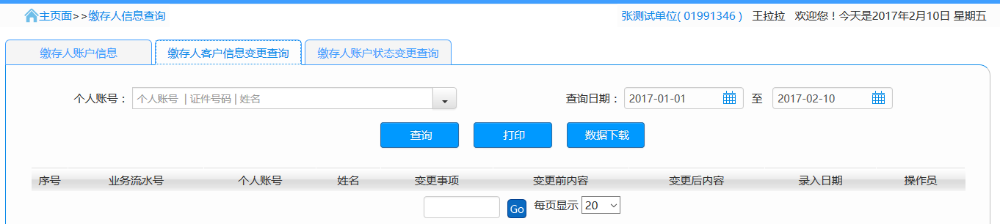 主页面>>缴存人信息查询 张测试单位( 01991346 ) 王拉拉 欢迎您！今天是2017年2月10日 星期五
缴存人账户信息 缴存人客户信息变更查询 缴存人账户状态变更查询
个人账号： 个人账号 | 证件号码 | 姓名 查询日期： 2017-01-01 至 2017-02-10
查询 打印 数据下载
序号 业务流水号 个人账号 姓名 变更事项 变更前内容 变更后内容 录入日期 操作员
Go 每页显示 20